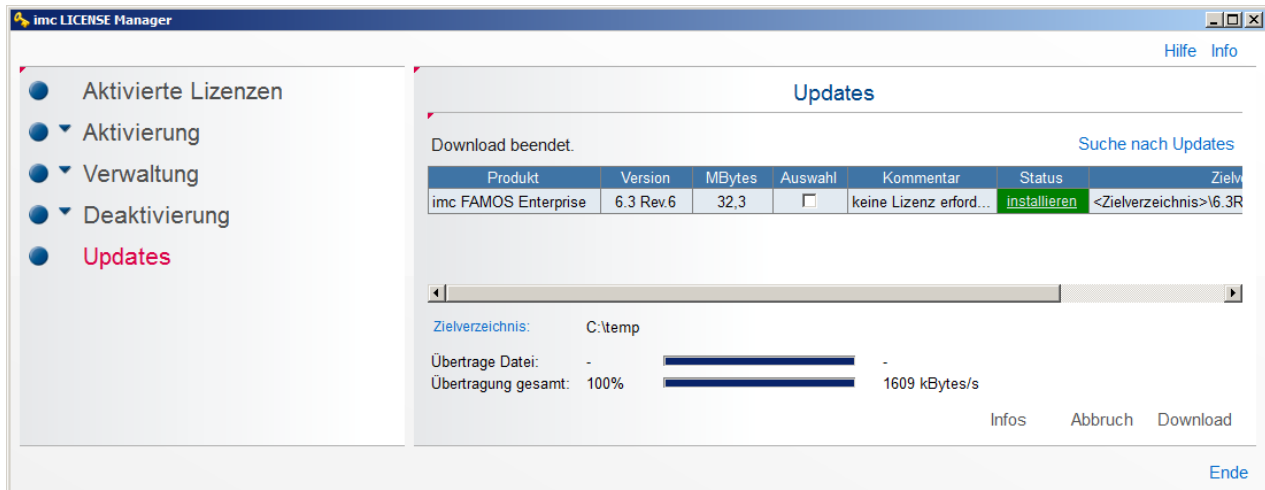 imc LICENSE Manager
Hilfe Info
Aktivierte Lizenzen
Aktivierung
Verwaltung
Deaktivierung
Updates
Updates
Download beendet.
Suche nach Updates
Produkt Version MBytes Auswahl Kommentar Status Zielv
imc FAMOS Enterprise 6.3 Rev.6 32,3 keine Lizenz erford... installieren <Zielverzeichnis>\6.3R
Zielverzeichnis: C:\temp
Übertrage Datei: - -
Übertragung gesamt: 100% 1609 kBytes/s
Infos Abbruch Download
Ende